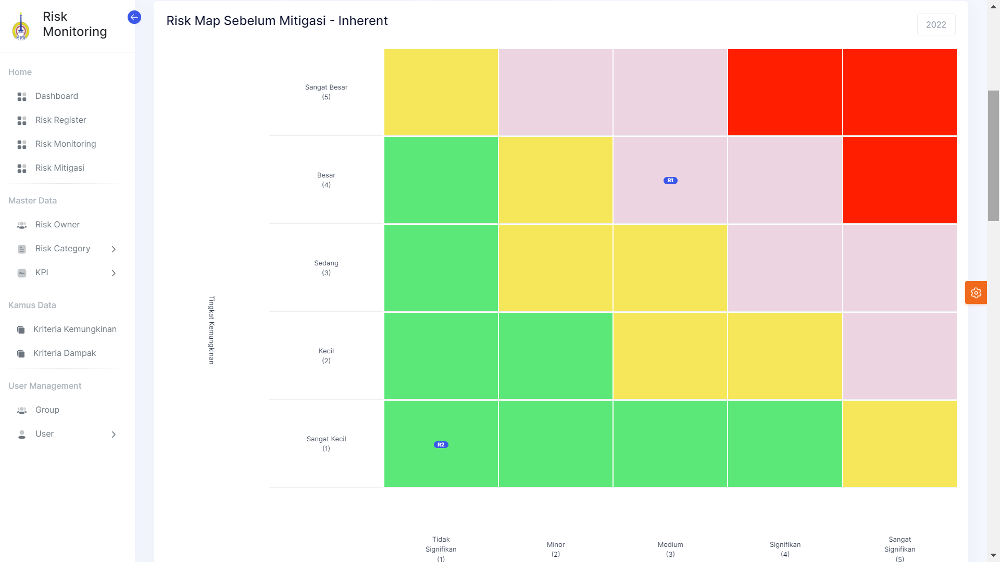 Risk
Monitoring
Home
Dashboard
Risk Register
Risk Monitoring
Risk Mitigasi
Master Data
Risk Owner
Risk Category
KPI
Kamus Data
Kriteria Kemungkinan
Kriteria Dampak
User Management
Group
User
Risk Map Sebelum Mitigasi - Inherent
2022
Tingkat Kemungkinan
Sangat Besar
(5)
Besar
(4)
R1
Sedang
(3)
Kecil
(2)
Sangat Kecil
(1)
R2
Tidak
Signifikan
(1)
Minor
(2)
Medium
(3)
Signifikan
(4)
Sangat
Signifikan
(5)